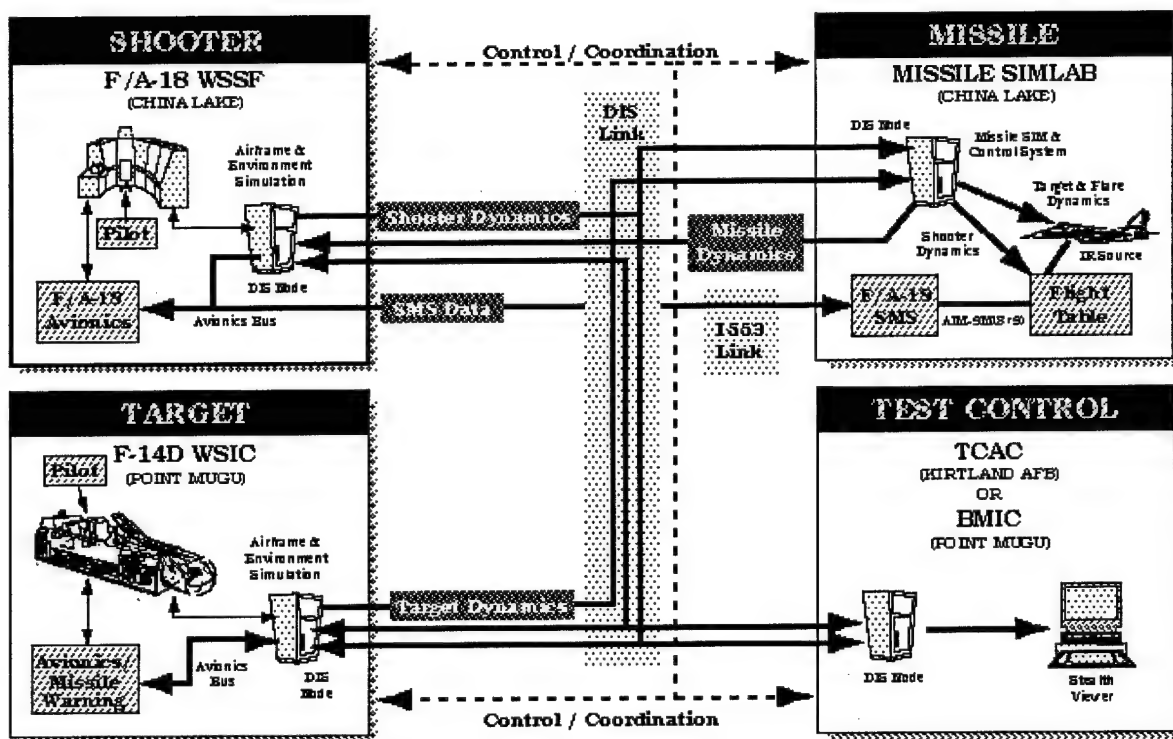 SHOOTER
F/A-18 WSSF
(CHINA LAKE)
Airframe &
Environment
Simulation
Pilot
DIS Node
F/A-18
Avionics
Avionics Bus
Control / Coordination
DIS
Link
Shooter Dynamics
Missile
Dynamics
SMS Data
1553
Link
MISSILE
MISSILE SIMLAB
(CHINA LAKE)
DIS Node
Missile SIM &
Control System
Target & Flare
Dynamics
Shooter
Dynamics
IR Source
F/A-18
SMS
Flight
Table
TARGET
F-14D WSIC
(POINT MUGU)
Pilot
Airframe &
Environment
Simulation
Avionics/
Missile
Warning
Avionics
Bus
DIS
Node
Target Dynamics
Control / Coordination
TEST CONTROL
TCAC
(KIRTLAND AFB)
OR
BMIC
(POINT MUGU)
DIS Node
Stealth
Viewer